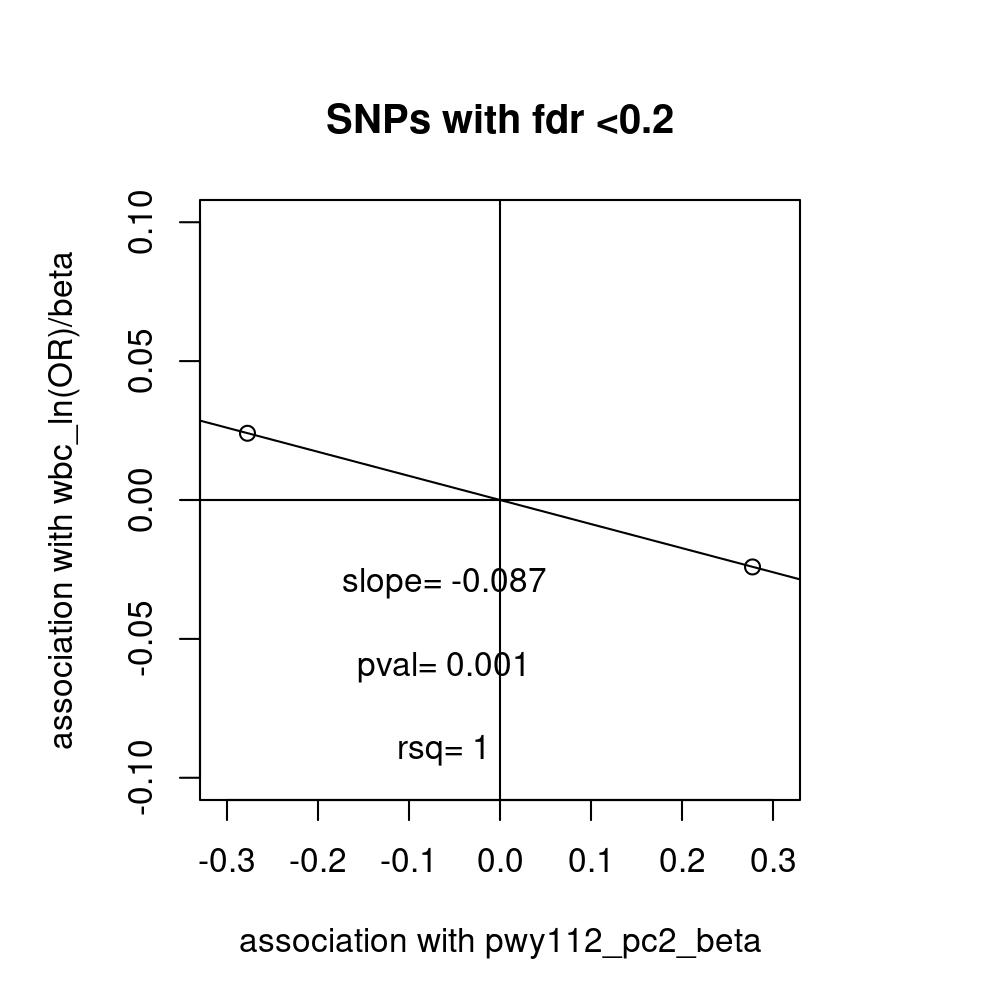 SNPs with fdr <0.2
association with wbc_ln(OR)/beta
0.10
0.05
0.00
-0.05
-0.10
slope= -0.087
pval= 0.001
rsq= 1
-0.3 -0.2 -0.1 0.0 0.1 0.2 0.3
association with pwy112_pc2_beta